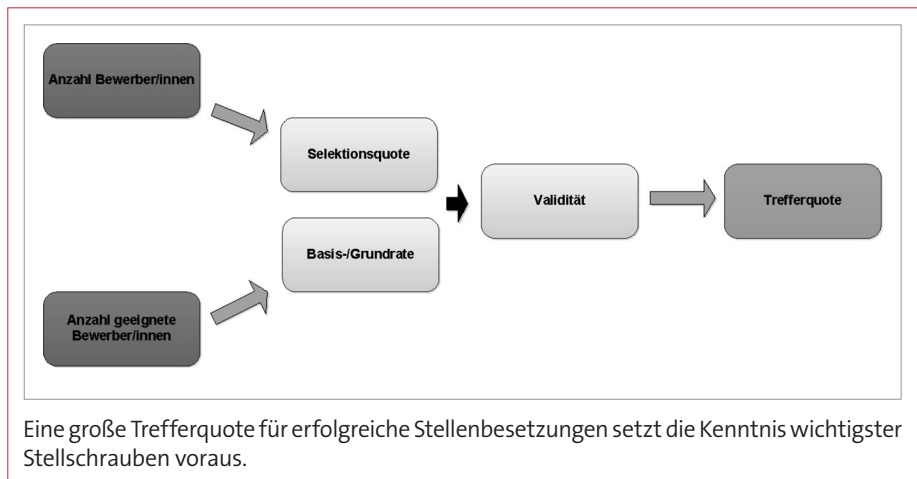 Anzahl Bewerber/innen
Selektionsquote
Validität
Trefferquote
Basis-/Grundrate
Anzahl geeignete
Bewerber/innen
Eine große Trefferquote für erfolgreiche Stellenbesetzungen setzt die Kenntnis wichtigster
Stellschrauben voraus.